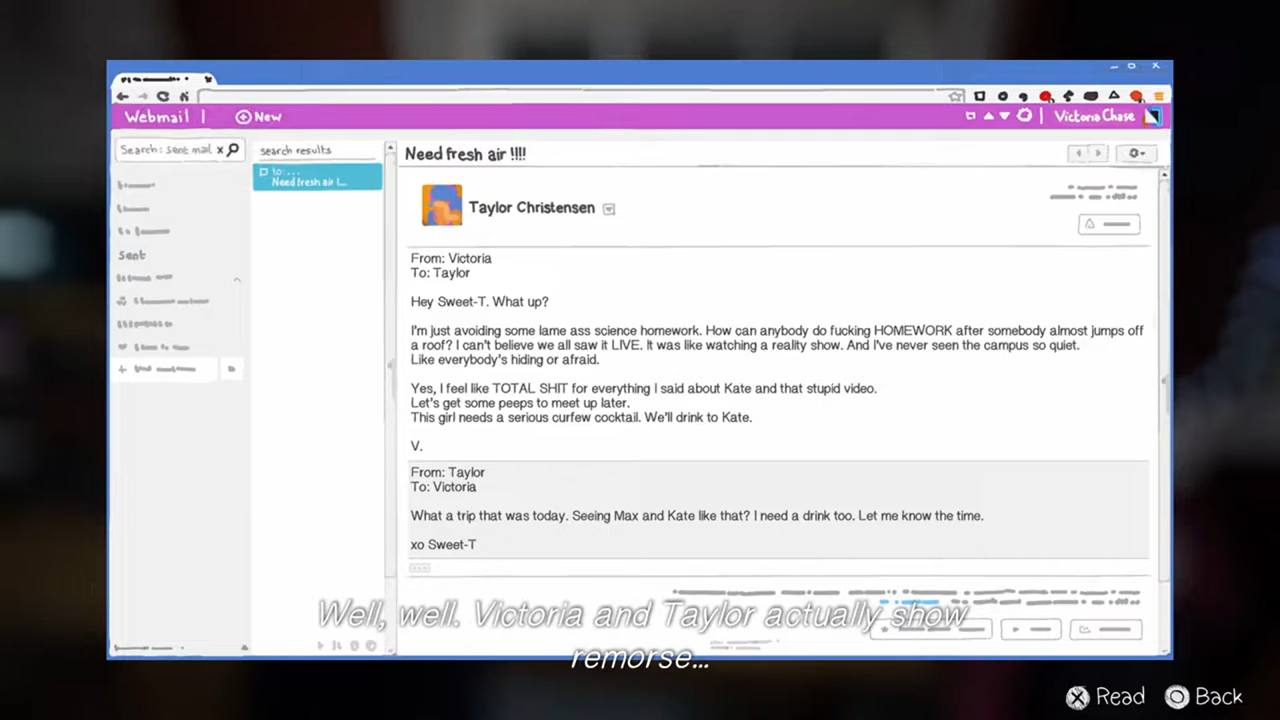 Webmail |
New
Victoria Chase
Search: sent mail x
search results
Need fresh air !!!!
to:...
Need fresh air !...
Taylor Christensen
Sent
From: Victoria
To: Taylor
Hey Sweet-T. What up?
I'm just avoiding some lame ass science homework. How can anybody do fucking HOMEWORK after somebody almost jumps off
a roof? I can't believe we all saw it LIVE. It was like watching a reality show. And I've never seen the campus so quiet.
Like everybody's hiding or afraid.
Yes, I feel like TOTAL SHIT for everything I said about Kate and that stupid video.
Let's get some peeps to meet up later.
This girl needs a serious curfew cocktail. We'll drink to Kate.
V.
From: Taylor
To: Victoria
What a trip that was today. Seeing Max and Kate like that? I need a drink too. Let me know the time.
xo Sweet-T
Well, well. Victoria and Taylor actually show
remorse...
Read
Back